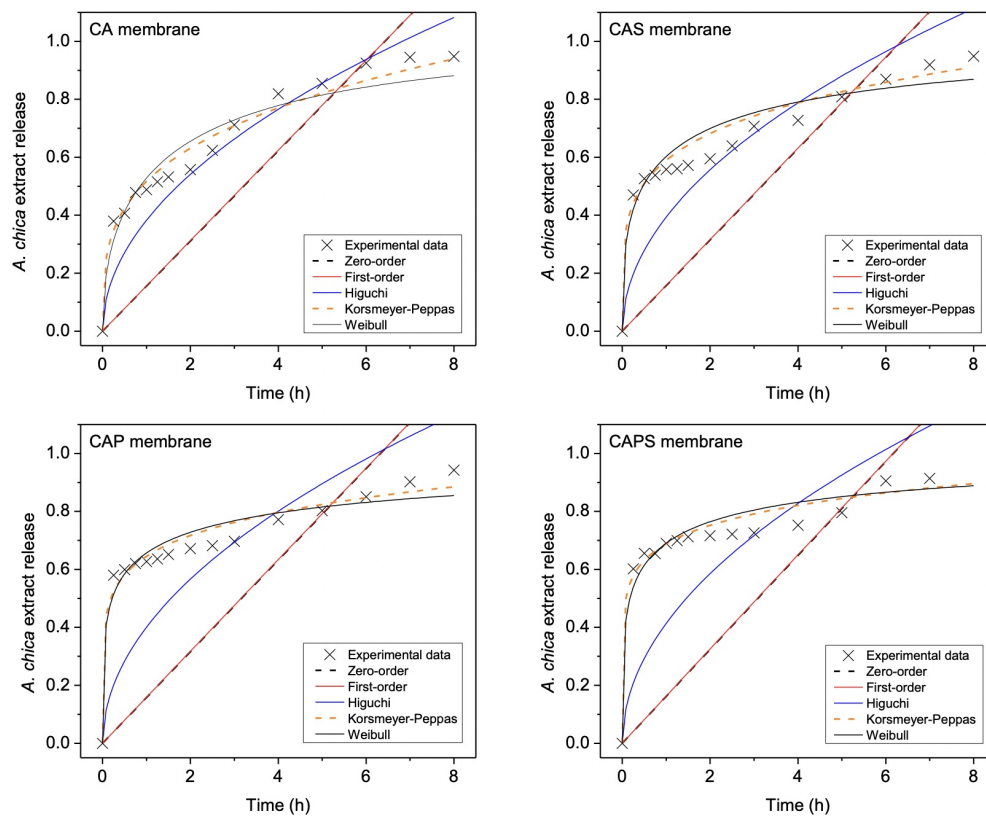 CA membrane
1.0
0.8
0.6
0.4
0.2
0.0
A. chica extract release
Experimental data
Zero-order
First-order
Higuchi
Korsmeyer-Peppas
Weibull
0 2 4 6 8
Time (h)
CAS membrane
1.0
0.8
0.6
0.4
0.2
0.0
A. chica extract release
Experimental data
Zero-order
First-order
Higuchi
Korsmeyer-Peppas
Weibull
0 2 4 6 8
Time (h)
CAP membrane
1.0
0.8
0.6
0.4
0.2
0.0
A. chica extract release
Experimental data
Zero-order
First-order
Higuchi
Korsmeyer-Peppas
Weibull
0 2 4 6 8
Time (h)
CAPS membrane
1.0
0.8
0.6
0.4
0.2
0.0
A. chica extract release
Experimental data
Zero-order
First-order
Higuchi
Korsmeyer-Peppas
Weibull
0 2 4 6 8
Time (h)